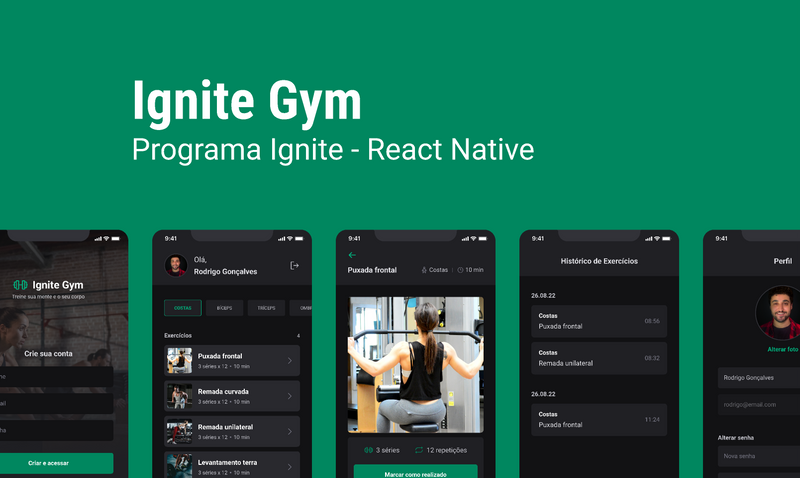 Ignite Gym
Programa Ignite - React Native
Ignite Gym
Treine sua mente e o seu corpo
Crie sua conta
Criar e acessar
9:41
Olá,
Rodrigo Gonçalves
COSTAS
BÍCEPS
TRÍCEPS
Exercícios
4
Puxada frontal
3 séries x 12 • 10 min
Remada curvada
3 séries x 12 • 10 min
Remada unilateral
3 séries x 12 • 10 min
Levantamento terra
3 séries x 12 • 10 min
9:41
Puxada frontal
Costas
10 min
3 séries
12 repetições
Marcar como realizado
9:41
Histórico de Exercícios
26.08.22
Costas
Puxada frontal
08:56
Costas
Remada unilateral
08:32
26.08.22
Costas
Puxada frontal
11:24
9:41
Perfil
Alterar foto
Rodrigo Gonçalves
rodrigo@email.com
Alterar senha
Nova senha